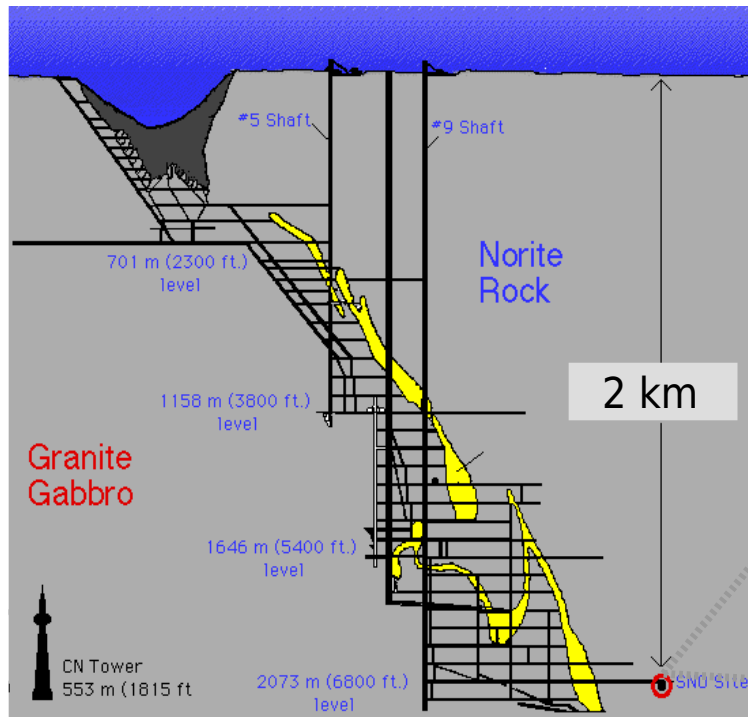 #5 Shaft
#9 Shaft
Norite
Rock
701 m (2300 ft.)
level
2 km
1158 m (3800 ft.)
level
Granite
Gabbro
1646 m (5400 ft.)
level
CN Tower
553 m (1815 ft
2073 m (6800 ft.)
level
SNO Site